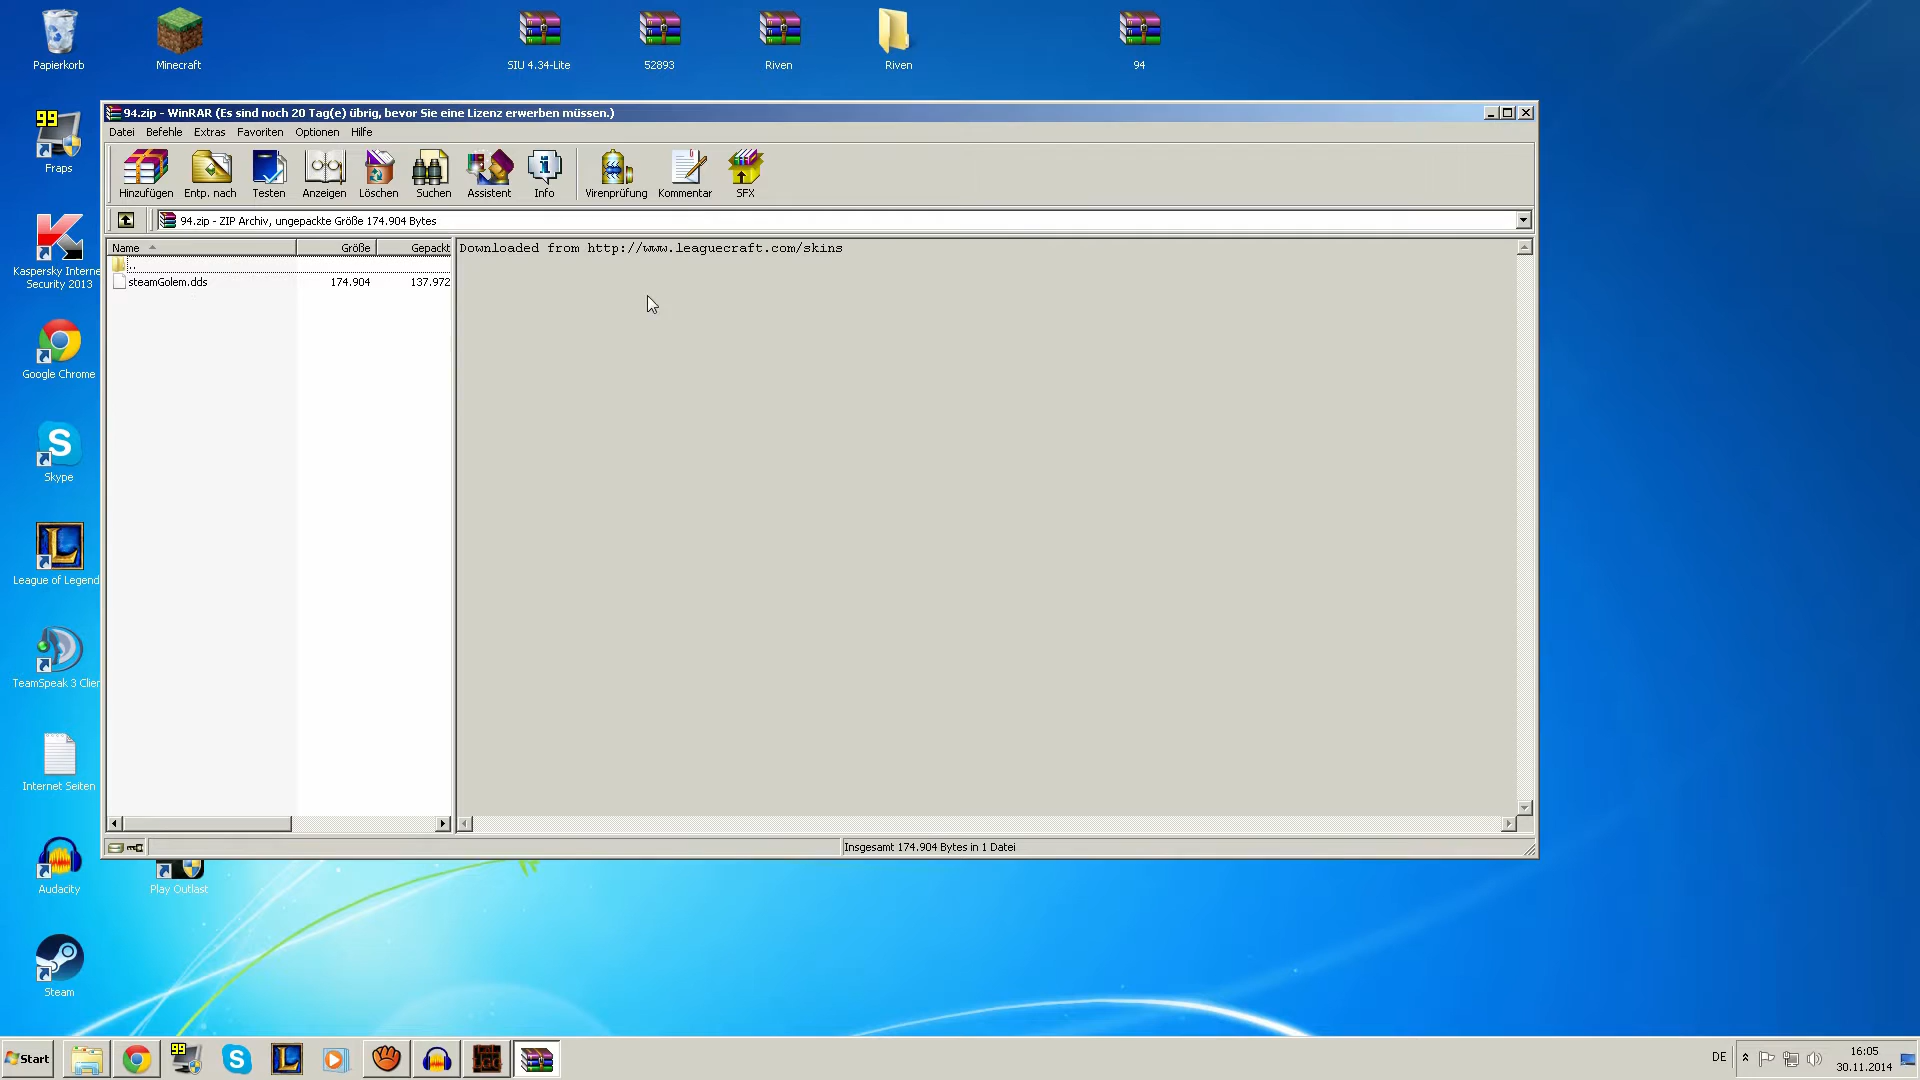 Papierkorb
Minecraft
SIU 4.34-Lite
52893
Riven
Riven
94
94.zip - WinRAR (Es sind noch 20 Tag(e) übrig, bevor Sie eine Lizenz erwerben müssen.)
Datei Befehle Extras Favoriten Optionen Hilfe
99
Fraps
Hinzufügen Entp. nach Testen Anzeigen Löschen Suchen Assistent Info Virenprüfung Kommentar SFX
94.zip - ZIP Archiv, ungepackte Größe 174.904 Bytes
Name Größe Gepackt
Downloaded from http://www.leaguecraft.com/skins
..
steamGolem.dds 174.904 137.972
Kaspersky Interne
Security 2013
Google Chrome
Skype
League of Legend
TeamSpeak 3 Clier
Internet Seiten
Insgesamt 174.904 Bytes in 1 Datei
Audacity
Play Outlast
Steam
Start
99
LGC
DE
16:05
30.11.2014